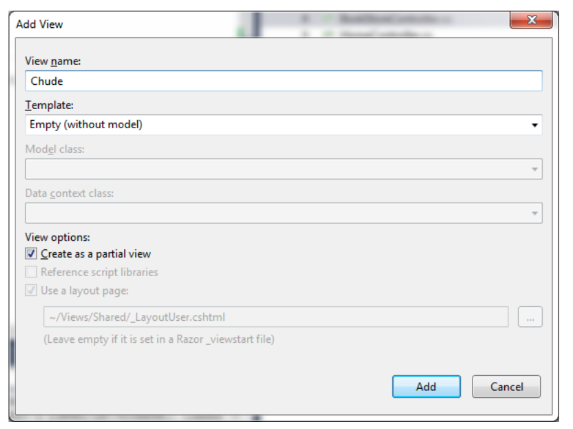 Add View
View name:
Chude
Template:
Empty (without model)
Model class:
Data context class:
View options:
Create as a partial view
Reference script libraries
Use a layout page:
~/Views/Shared/_LayoutUser.cshtml
...
(Leave empty if it is set in a Razor _viewstart file)
Add
Cancel